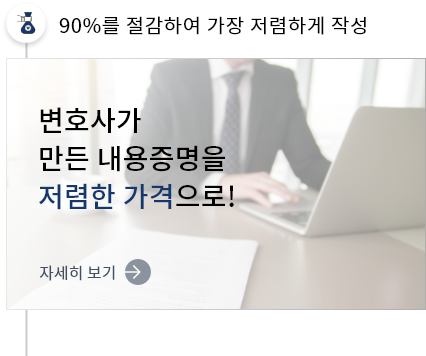 90%를 절감하여 가장 저렴하게 작성
변호사가
만든 내용증명을
저렴한 가격으로!
자세히 보기